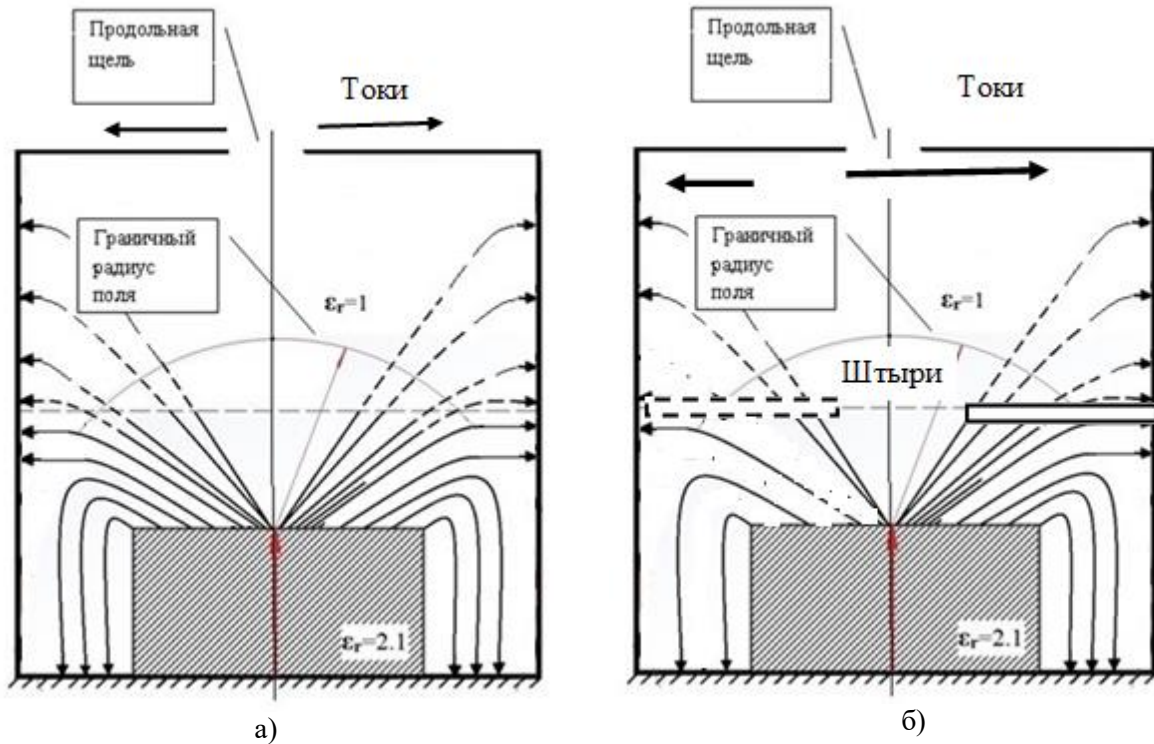 Продольная
щель
Токи
Граничный
радиус
поля
εr=1
εr=2.1
а)
Продольная
щель
Токи
Граничный
радиус
поля
εr=1
Штыри
εr=2.1
б)